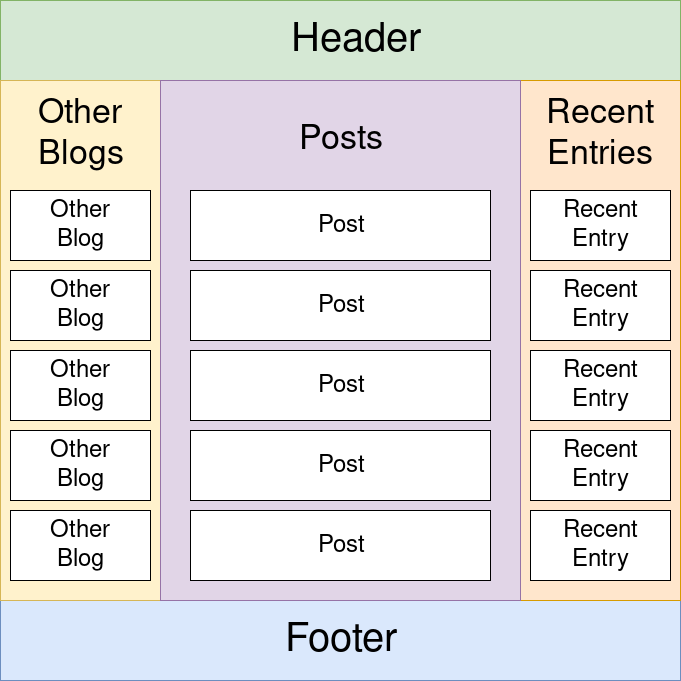 Header
Other
Blogs
Other
Blog
Other
Blog
Other
Blog
Other
Blog
Other
Blog
Posts
Post
Post
Post
Post
Post
Recent
Entries
Recent
Entry
Recent
Entry
Recent
Entry
Recent
Entry
Recent
Entry
Footer